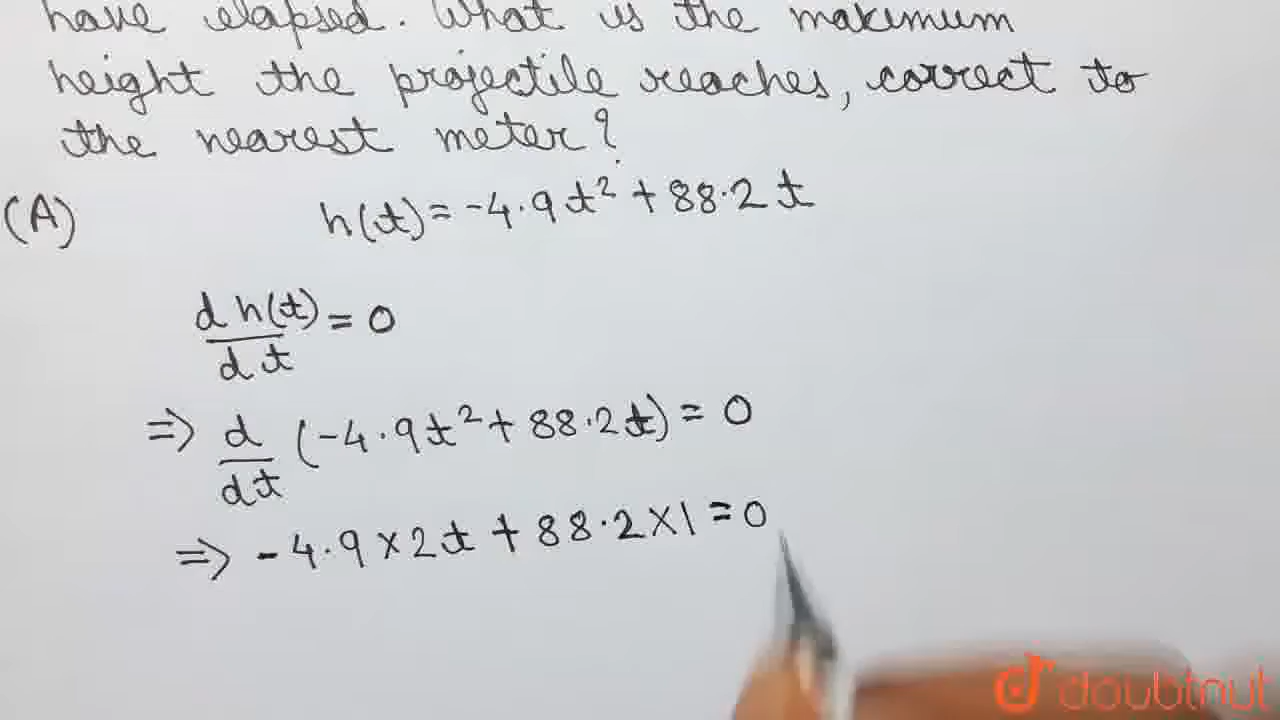 have elapsed. What is the maximum
height the projectile reaches, correct to
the nearest meter?
(A) h(t) = -4.9t² + 88.2t
d h(t)/dt = 0
=> d/dt (-4.9t² + 88.2t) = 0
=> -4.9 × 2t + 88.2 × 1 = 0
doubtnut